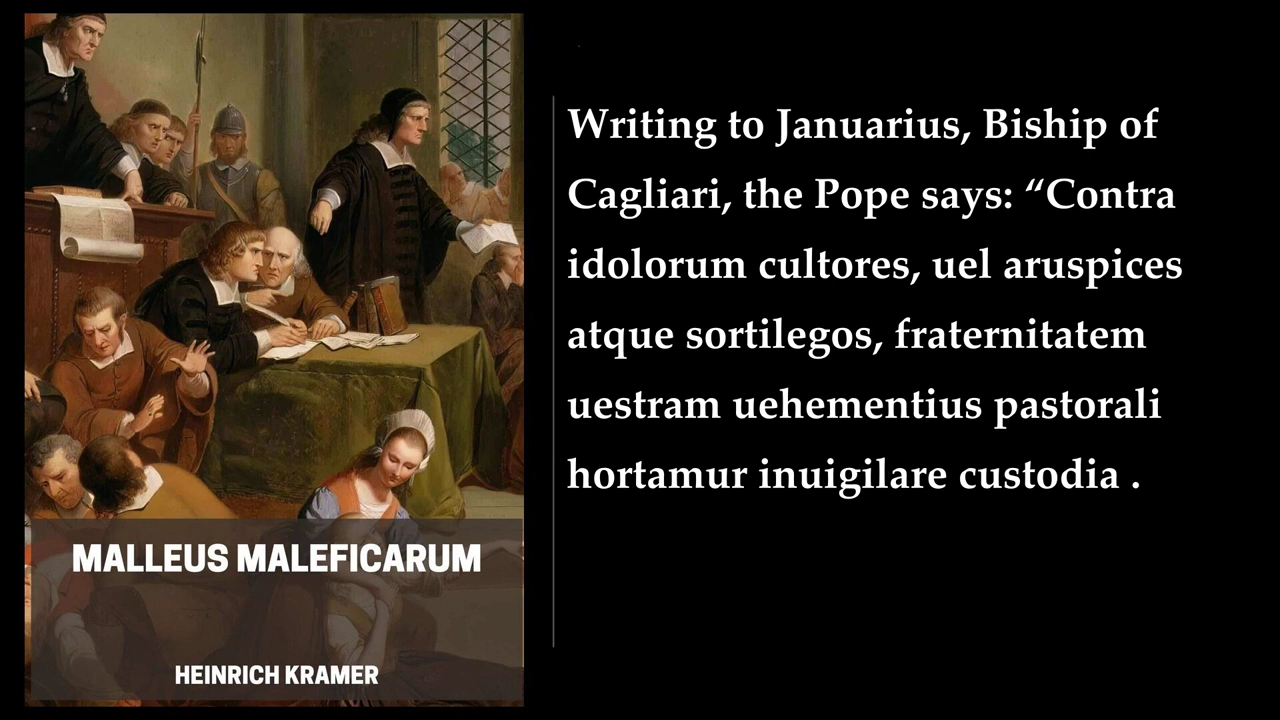 MALLEUS MALEFICARUM
HEINRICH KRAMER
Writing to Januarius, Biship of
Cagliari, the Pope says: “Contra
idolorum cultores, uel aruspices
atque sortilegos, fraternitatem
uestram uehementius pastorali
hortamur inuigilare custodia .